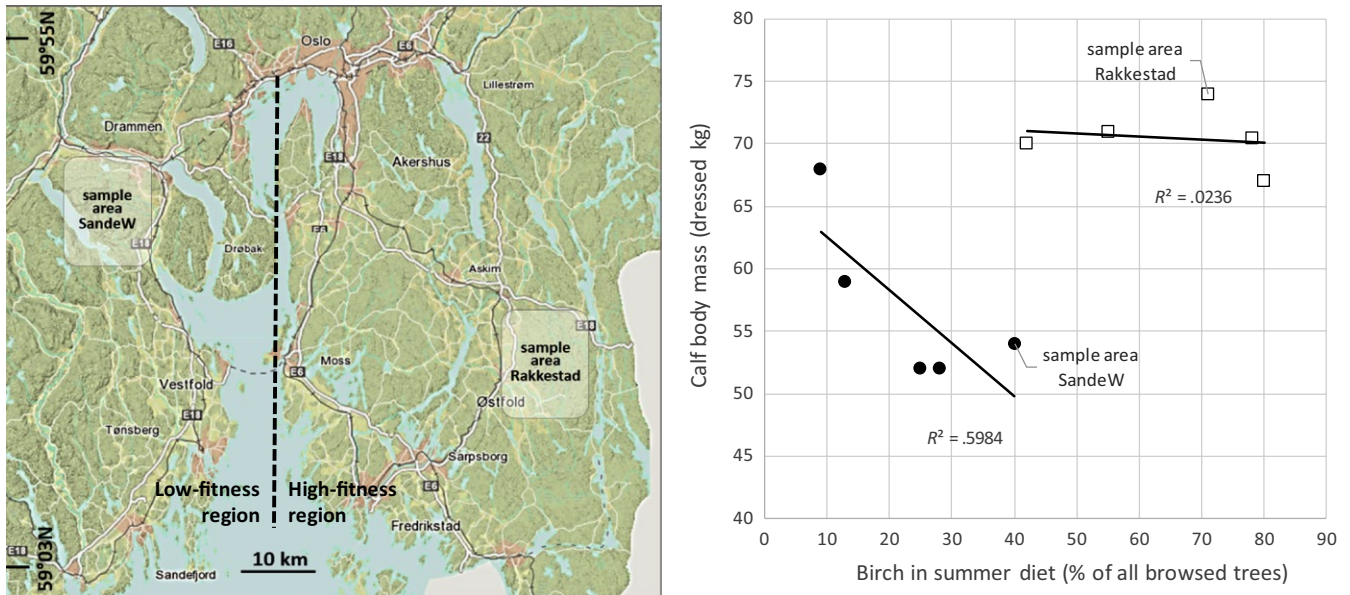 59°55N
E16
Oslo
E6
Lillestrøm
Drammen
22
E18
Akershus
sample
area
SandeW
E18
Drøbak
E6
Askim
E18
sample
area
Rakkestad
Moss
E6
Vestfold
Østfold
E18
Tønsberg
Sarpsborg
E6
Low-fitness
region
High-fitness
region
Fredrikstad
E18
59°03N
10 km
Sandefjord
Calf body mass (dressed kg)
80
75
70
65
60
55
50
45
40
sample area
Rakkestad
R² = .0236
sample area
SandeW
R² = .5984
0 10 20 30 40 50 60 70 80 90
Birch in summer diet (% of all browsed trees)